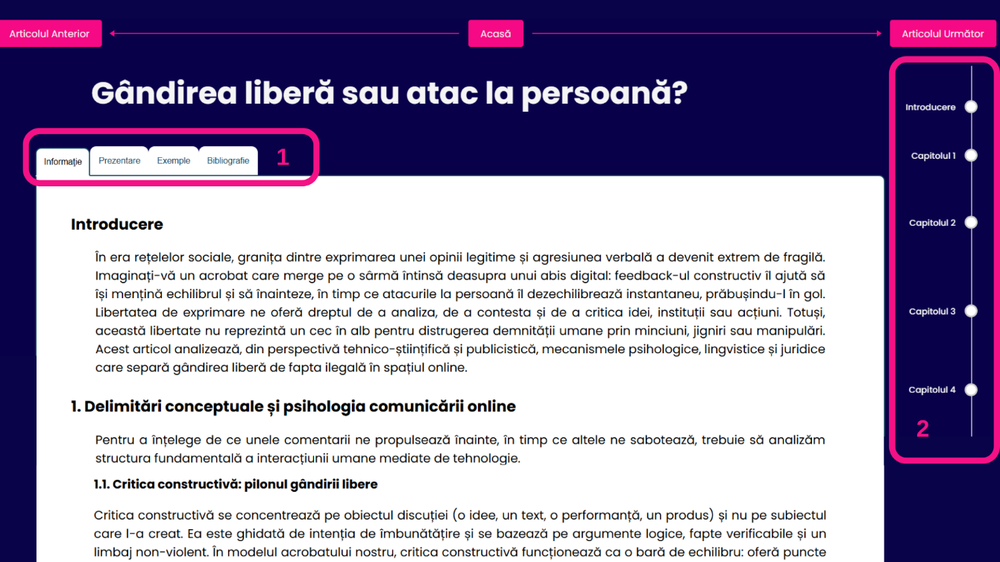 Articolul Anterior
Acasă
Articolul Următor
Gândirea liberă sau atac la persoană?
Informație
Prezentare
Exemple
Bibliografie
1
Introducere
În era rețelelor sociale, granița dintre exprimarea unei opinii legitime și agresiunea verbală a devenit extrem de fragilă.
Imaginați-vă un acrobat care merge pe o sârmă întinsă deasupra unui abis digital: feedback-ul constructiv îl ajută să
își mențină echilibrul și să înainteze, în timp ce atacurile la persoană îl dezechilibrează instantaneu, prăbușindu-l în gol.
Libertatea de exprimare ne oferă dreptul de a analiza, de a contesta și de a critica idei, instituții sau acțiuni. Totuși,
această libertate nu reprezintă un cec în alb pentru distrugerea demnității umane prin minciuni, jigniri sau manipulări.
Acest articol analizează, din perspectivă tehnico-științifică și publicistică, mecanismele psihologice, lingvistice și juridice
care separă gândirea liberă de fapta ilegală în spațiul online.
1. Delimitări conceptuale și psihologia comunicării online
Pentru a înțelege de ce unele comentarii ne propulsează înainte, în timp ce altele ne sabotează, trebuie să analizăm
structura fundamentală a interacțiunii umane mediate de tehnologie.
1.1. Critica constructivă: pilonul gândirii libere
Critica constructivă se concentrează pe obiectul discuției (o idee, un text, o performanță, un produs) și nu pe subiectul
care l-a creat. Ea este ghidată de intenția de îmbunătățire și se bazează pe argumente logice, fapte verificabile și un
limbaj non-violent. În modelul acrobatului nostru, critica constructivă funcționează ca o bară de echilibru: oferă puncte
Introducere
Capitolul 1
Capitolul 2
Capitolul 3
Capitolul 4
2